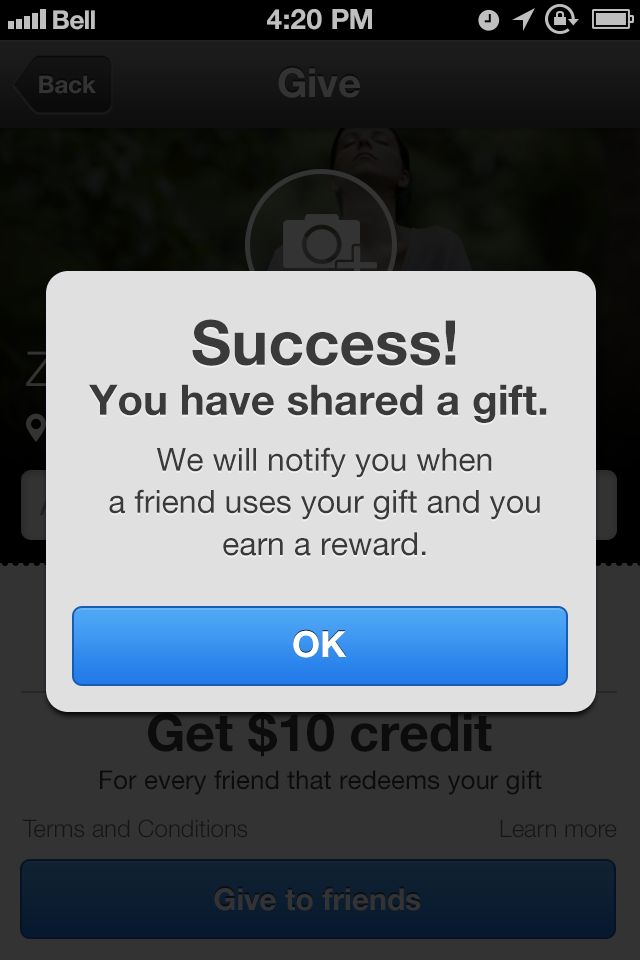 Bell 4:20 PM
Back Give
Success!
You have shared a gift.
We will notify you when
a friend uses your gift and you
earn a reward.
OK
Get $10 credit
For every friend that redeems your gift
Terms and Conditions Learn more
Give to friends